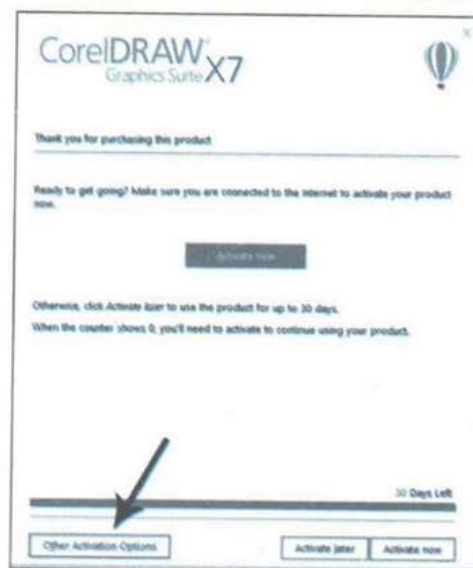 CorelDRAW
Graphics Suite X7
x
Thank you for purchasing this product
Ready to get going? Make sure you are connected to the internet to activate your product
now.
Activate now
Otherwise, click Activate later to use the product for up to 30 days.
When the counter shows 0, you'll need to activate to continue using your product.
30 Days Left
Other Activation Options
Activate later
Activate now